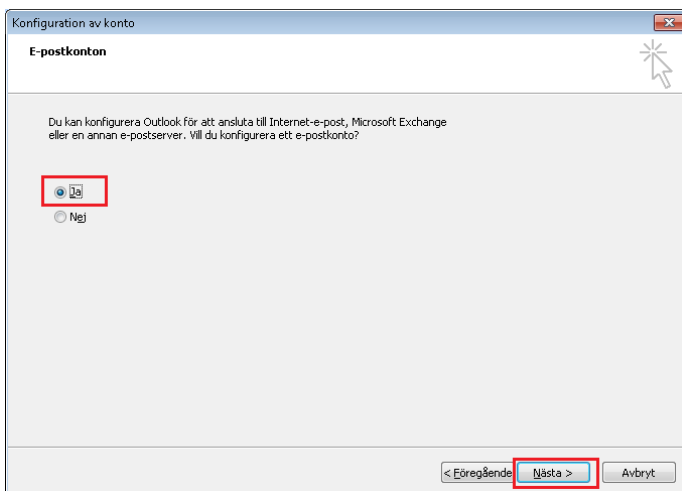 Konfiguration av konto
E-postkonton
Du kan konfigurera Outlook för att ansluta till Internet-e-post, Microsoft Exchange
eller en annan e-postserver. Vill du konfigurera ett e-postkonto?
Ja
Nej
< Föregående
Nästa >
Avbryt